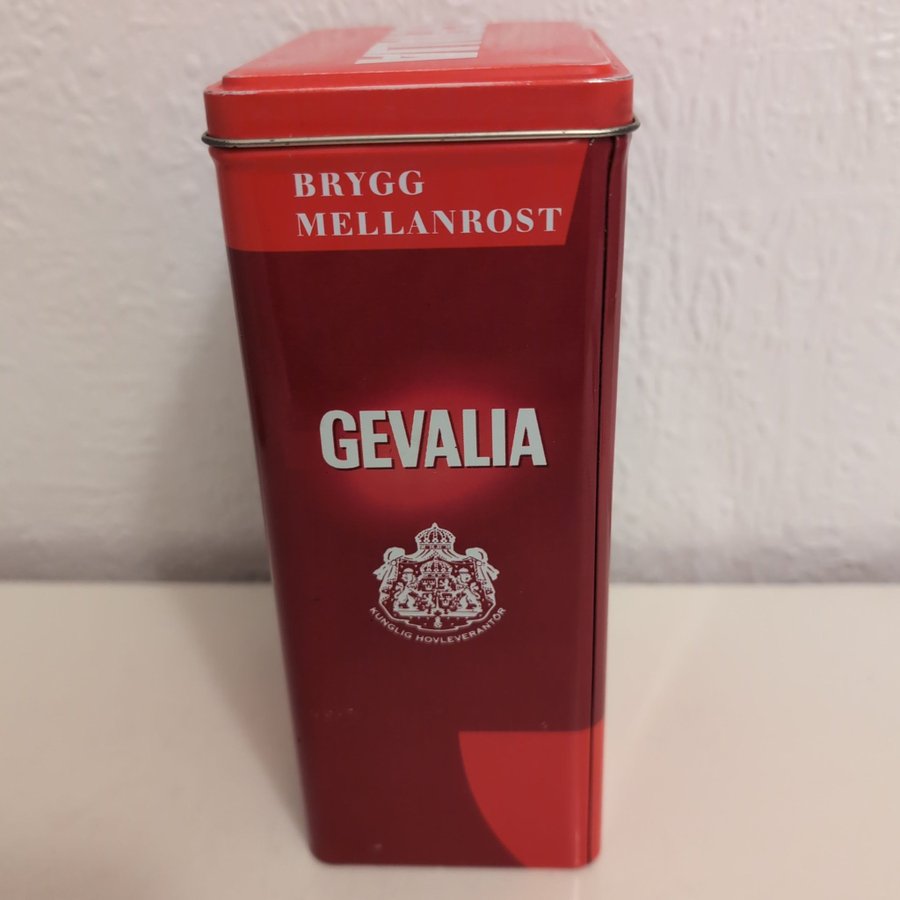 BRYGG
MELLANROST
GEVALIA
KUNGLIG HOVLEVERANTÖR